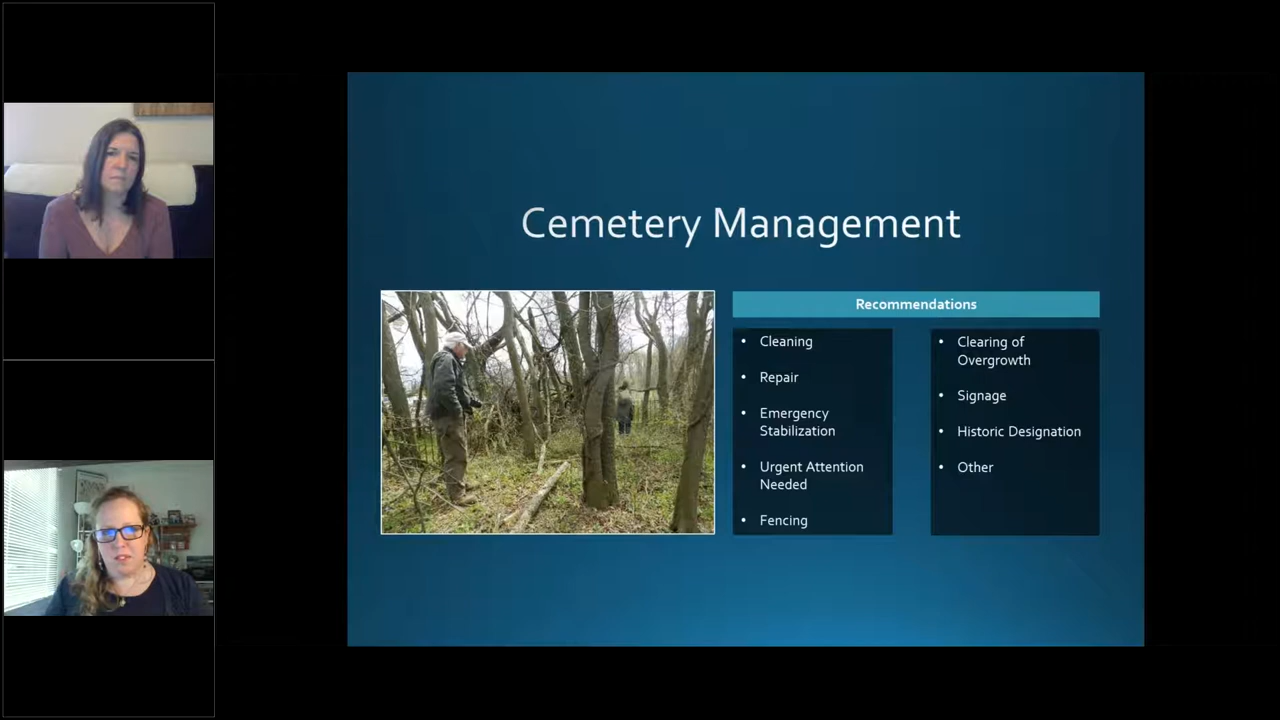 Cemetery Management
Recommendations
• Cleaning
• Repair
• Emergency
Stabilization
• Urgent Attention
Needed
• Fencing
• Clearing of
Overgrowth
• Signage
• Historic Designation
• Other